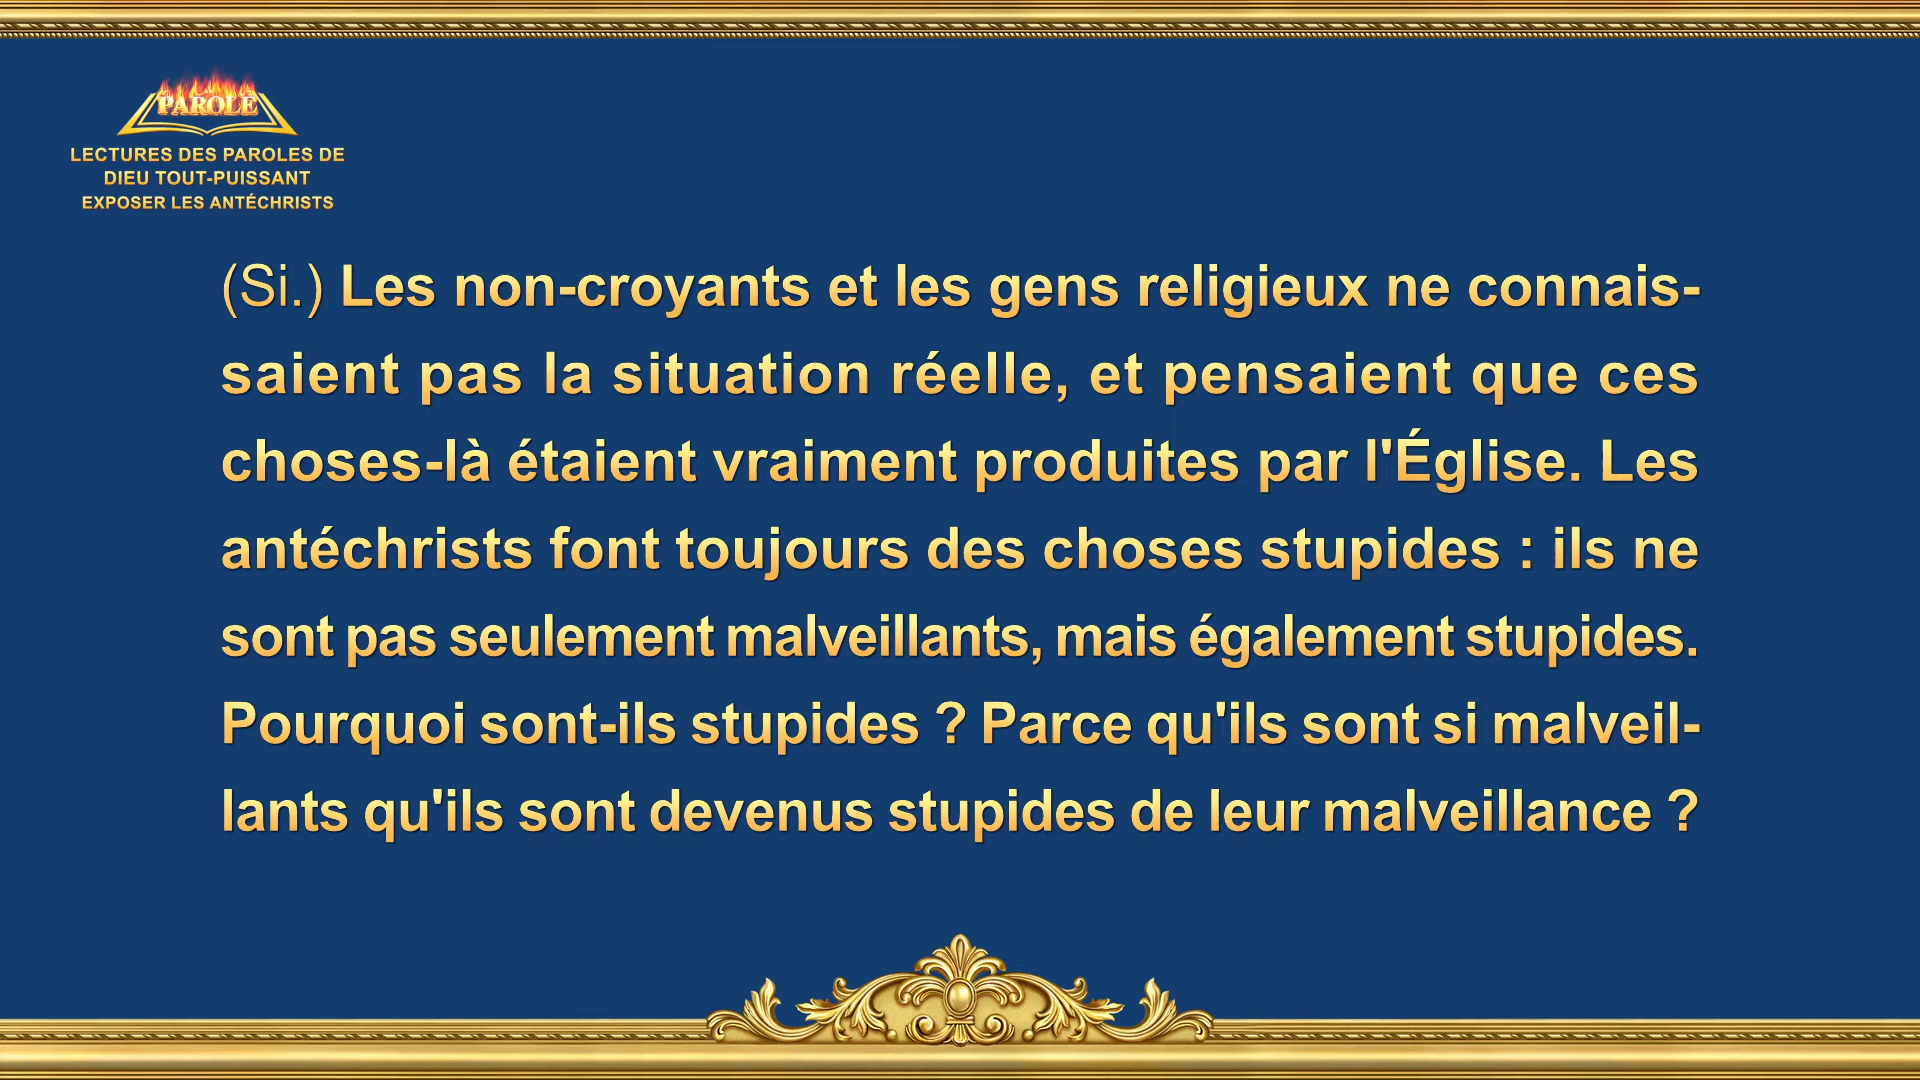 PAROLE
LECTURES DES PAROLES DE
DIEU TOUT-PUISSANT
EXPOSER LES ANTÉCHRISTS
(Si.) Les non-croyants et les gens religieux ne connais-
saient pas la situation réelle, et pensaient que ces
choses-là étaient vraiment produites par l'Église. Les
antéchrists font toujours des choses stupides : ils ne
sont pas seulement malveillants, mais également stupides.
Pourquoi sont-ils stupides ? Parce qu'ils sont si malveil-
lants qu'ils sont devenus stupides de leur malveillance ?